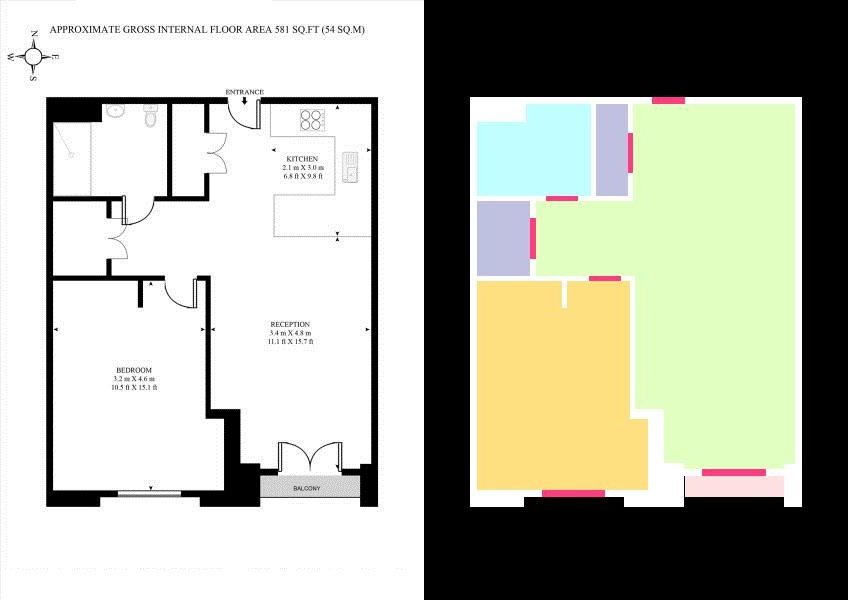 APPROXIMATE GROSS INTERNAL FLOOR AREA 581 SQ.FT (54 SQ.M)
N
W
E
S
ENTRANCE
KITCHEN
2.1 m X 3.0 m
6.8 ft X 9.8 ft
RECEPTION
3.4 m X 4.8 m
11.1 ft X 15.7 ft
BEDROOM
3.2 m X 4.6 m
10.5 ft X 15.1 ft
BALCONY